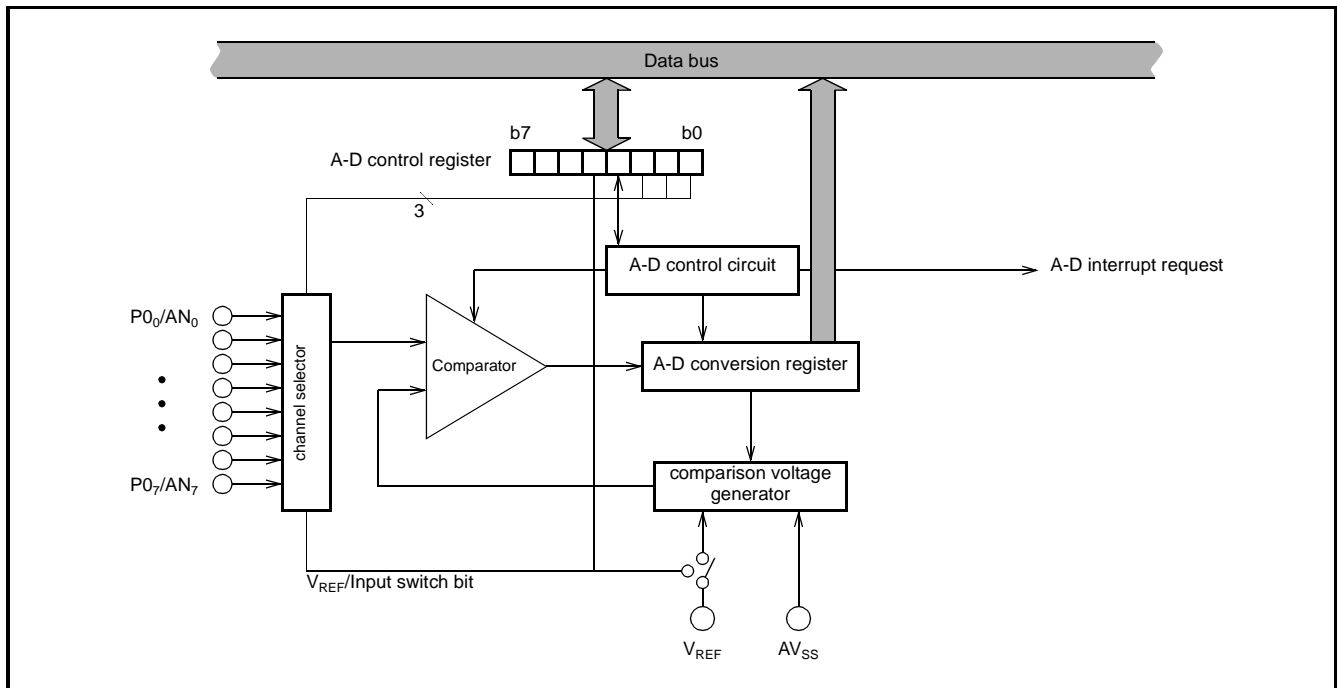 Data bus
b7 b0
A-D control register
3
A-D control circuit
A-D interrupt request
P0₀/AN₀
channel selector
Comparator
A-D conversion register
P0₇/AN₇
comparison voltage
generator
V_REF/Input switch bit
V_REF
AV_SS